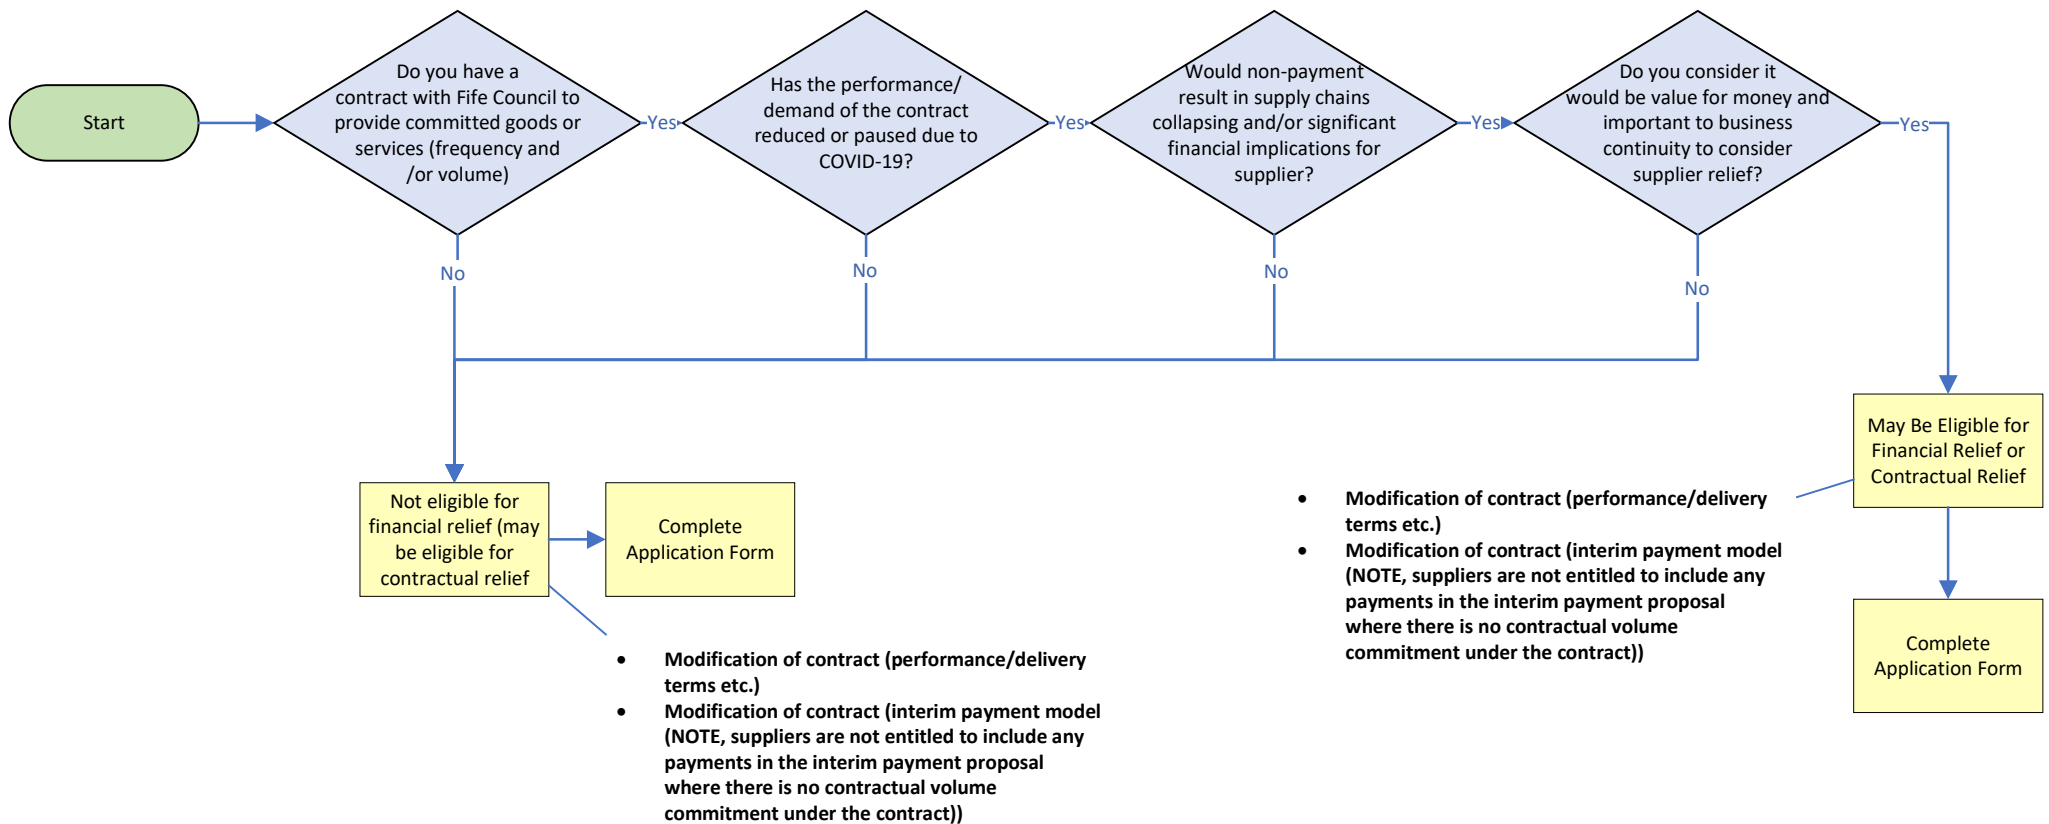 Start
Do you have a
contract with Fife Council to
provide committed goods or
services (frequency and
/or volume)
Yes
Has the performance/
demand of the contract
reduced or paused due to
COVID-19?
Yes
Would non-payment
result in supply chains
collapsing and/or significant
financial implications for
supplier?
Yes
Do you consider it
would be value for money and
important to business
continuity to consider
supplier relief?
Yes
No
No
No
No
May Be Eligible for
Financial Relief or
Contractual Relief
Not eligible for
financial relief (may
be eligible for
contractual relief
Complete
Application Form
• Modification of contract (performance/delivery
terms etc.)
• Modification of contract (interim payment model
(NOTE, suppliers are not entitled to include any
payments in the interim payment proposal
where there is no contractual volume
commitment under the contract))
Complete
Application Form
• Modification of contract (performance/delivery
terms etc.)
• Modification of contract (interim payment model
(NOTE, suppliers are not entitled to include any
payments in the interim payment proposal
where there is no contractual volume
commitment under the contract))